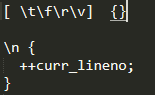 [ \t\f\r\v]  {}
\n {
  ++curr_lineno;
}